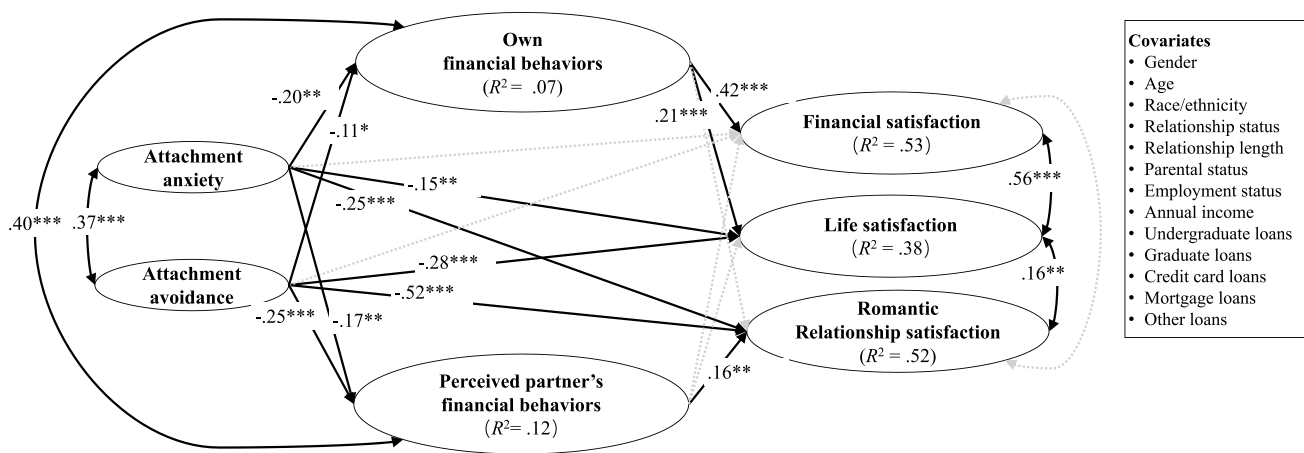 Own
financial behaviors
(R² = .07)
Covariates
• Gender
• Age
• Race/ethnicity
• Relationship status
• Relationship length
• Parental status
• Employment status
• Annual income
• Undergraduate loans
• Graduate loans
• Credit card loans
• Mortgage loans
• Other loans
-.20**
-.11*
.42***
.21***
Financial satisfaction
(R² = .53)
Attachment
anxiety
-.15**
-.25***
.56***
.40***
.37***
Life satisfaction
(R² = .38)
Attachment
avoidance
-.28***
-.52***
.16**
-.25***
-.17**
Romantic
Relationship satisfaction
(R² = .52)
.16**
Perceived partner’s
financial behaviors
(R²= .12)